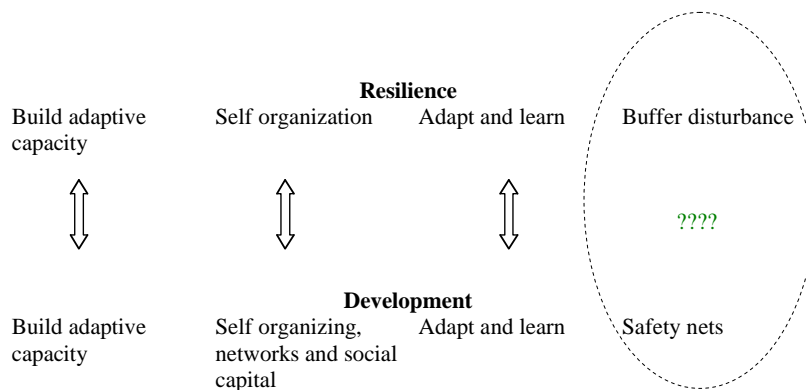 Resilience
Build adaptive capacity
Self organization
Adapt and learn
Buffer disturbance
????
Development
Build adaptive capacity
Self organizing, networks and social capital
Adapt and learn
Safety nets